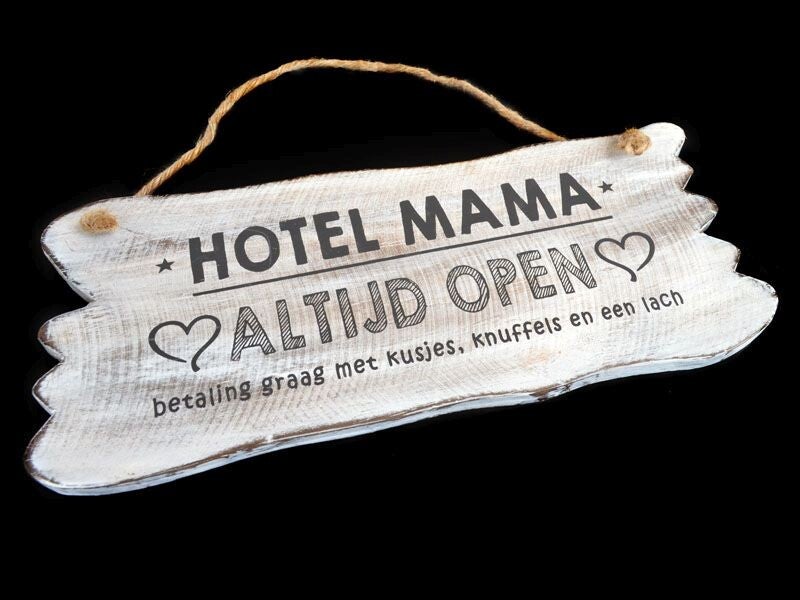 HOTEL MAMA
ALTIJD OPEN
betaling graag met kusjes, knuffels en een lach